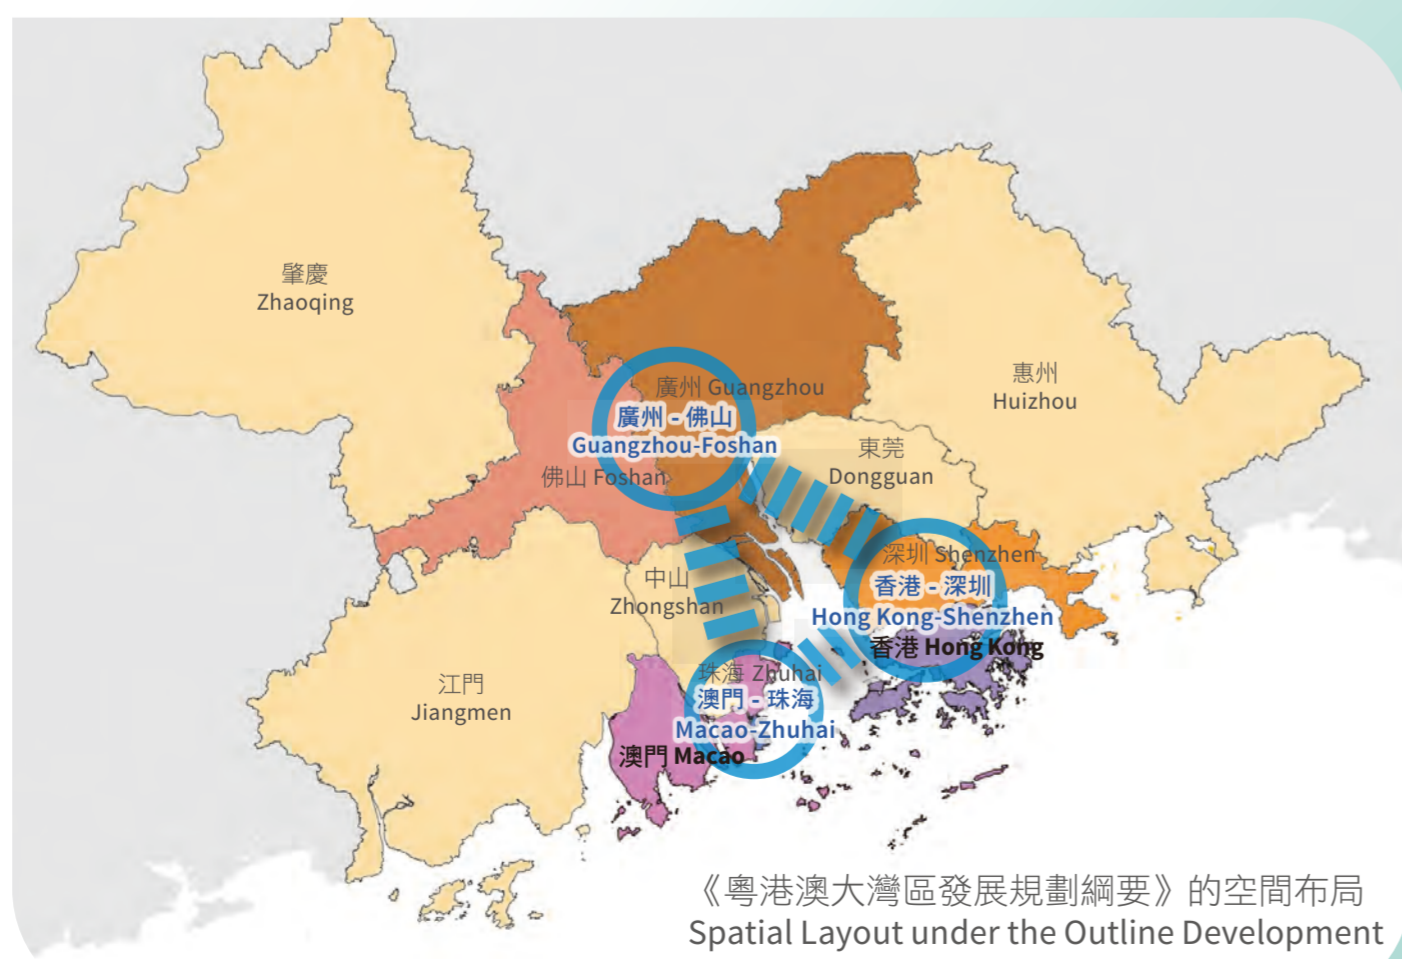 肇慶
Zhaoqing
廣州 Guangzhou
廣州 - 佛山
Guangzhou-Foshan
佛山 Foshan
惠州
Huizhou
東莞
Dongguan
深圳 Shenzhen
香港 - 深圳
Hong Kong-Shenzhen
香港 Hong Kong
中山
Zhongshan
珠海 Zhuhai
澳門 - 珠海
Macao-Zhuhai
澳門 Macao
江門
Jiangmen
《粵港澳大灣區發展規劃綱要》的空間布局
Spatial Layout under the Outline Development